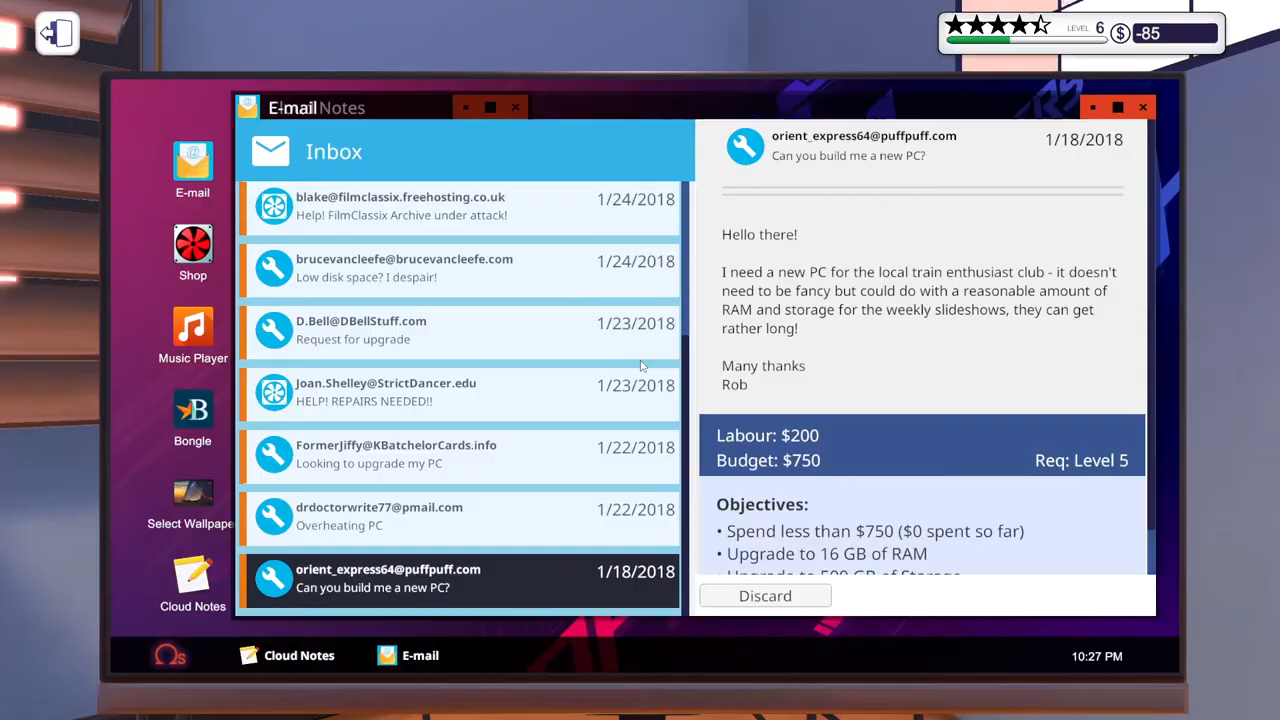 LEVEL 6 $ -85
E-mail Notes
Inbox
blake@filmclassix.freehosting.co.uk 1/24/2018
Help! FilmClassix Archive under attack!
brucevancleefe@brucevancleefe.com 1/24/2018
Low disk space? I despair!
D.Bell@DBellStuff.com 1/23/2018
Request for upgrade
Joan.Shelley@StrictDancer.edu 1/23/2018
HELP! REPAIRS NEEDED!!
FormerJiffy@KBatchelorCards.info 1/22/2018
Looking to upgrade my PC
drdoctorwrite77@pmail.com 1/22/2018
Overheating PC
orient_express64@puffpuff.com 1/18/2018
Can you build me a new PC?
orient_express64@puffpuff.com 1/18/2018
Can you build me a new PC?
Hello there!
I need a new PC for the local train enthusiast club - it doesn't
need to be fancy but could do with a reasonable amount of
RAM and storage for the weekly slideshows, they can get
rather long!
Many thanks
Rob
Labour: $200
Budget: $750 Req: Level 5
Objectives:
• Spend less than $750 ($0 spent so far)
• Upgrade to 16 GB of RAM
• Upgrade to 500 GB of Storage
Discard
E-mail
Shop
Music Player
B
Bongle
Select Wallpape
Cloud Notes
Ωs Cloud Notes E-mail 10:27 PM